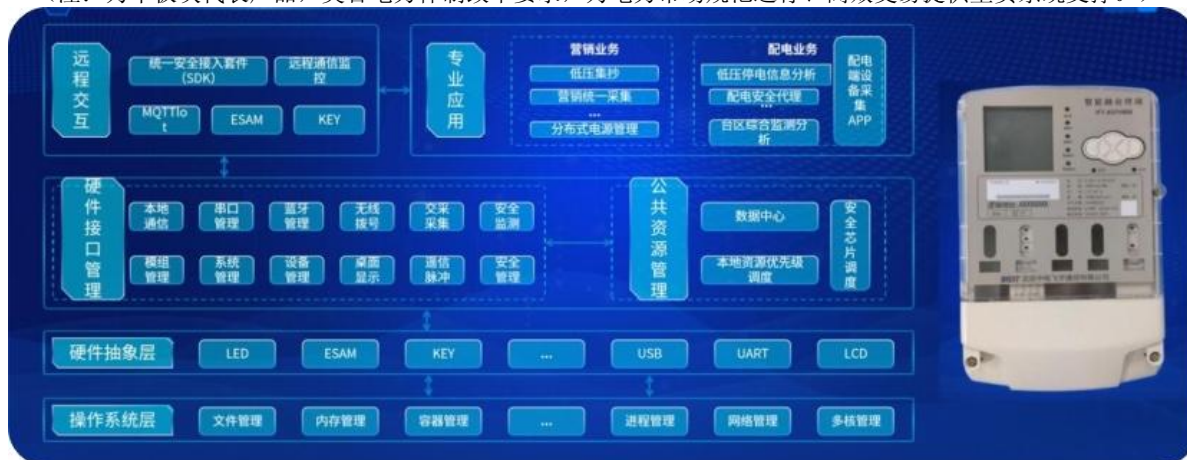 远程交互
统一安全接入套件
(SDK)
远程通信监
控
MQTTIo
t
ESAM
KEY
专业应用
营销业务
低压集抄
营销统一采集
...
分布式电源管理
配电业务
低压停电信息分析
配电安全代理
...
台区综合监测分
析
配电
端设
备采
集
APP
硬件接口管理
本地
通信
串口
管理
蓝牙
管理
无线
拨号
交采
采集
安全
监测
模组
管理
系统
管理
设备
管理
桌面
显示
遥信
脉冲
安全
管理
公共资源管理
数据中心
本地资源优先级
调度
安全芯片调度
硬件抽象层
LED
ESAM
KEY
...
USB
UART
LCD
操作系统层
文件管理
内存管理
容器管理
...
进程管理
网络管理
多核管理
智能融合终端